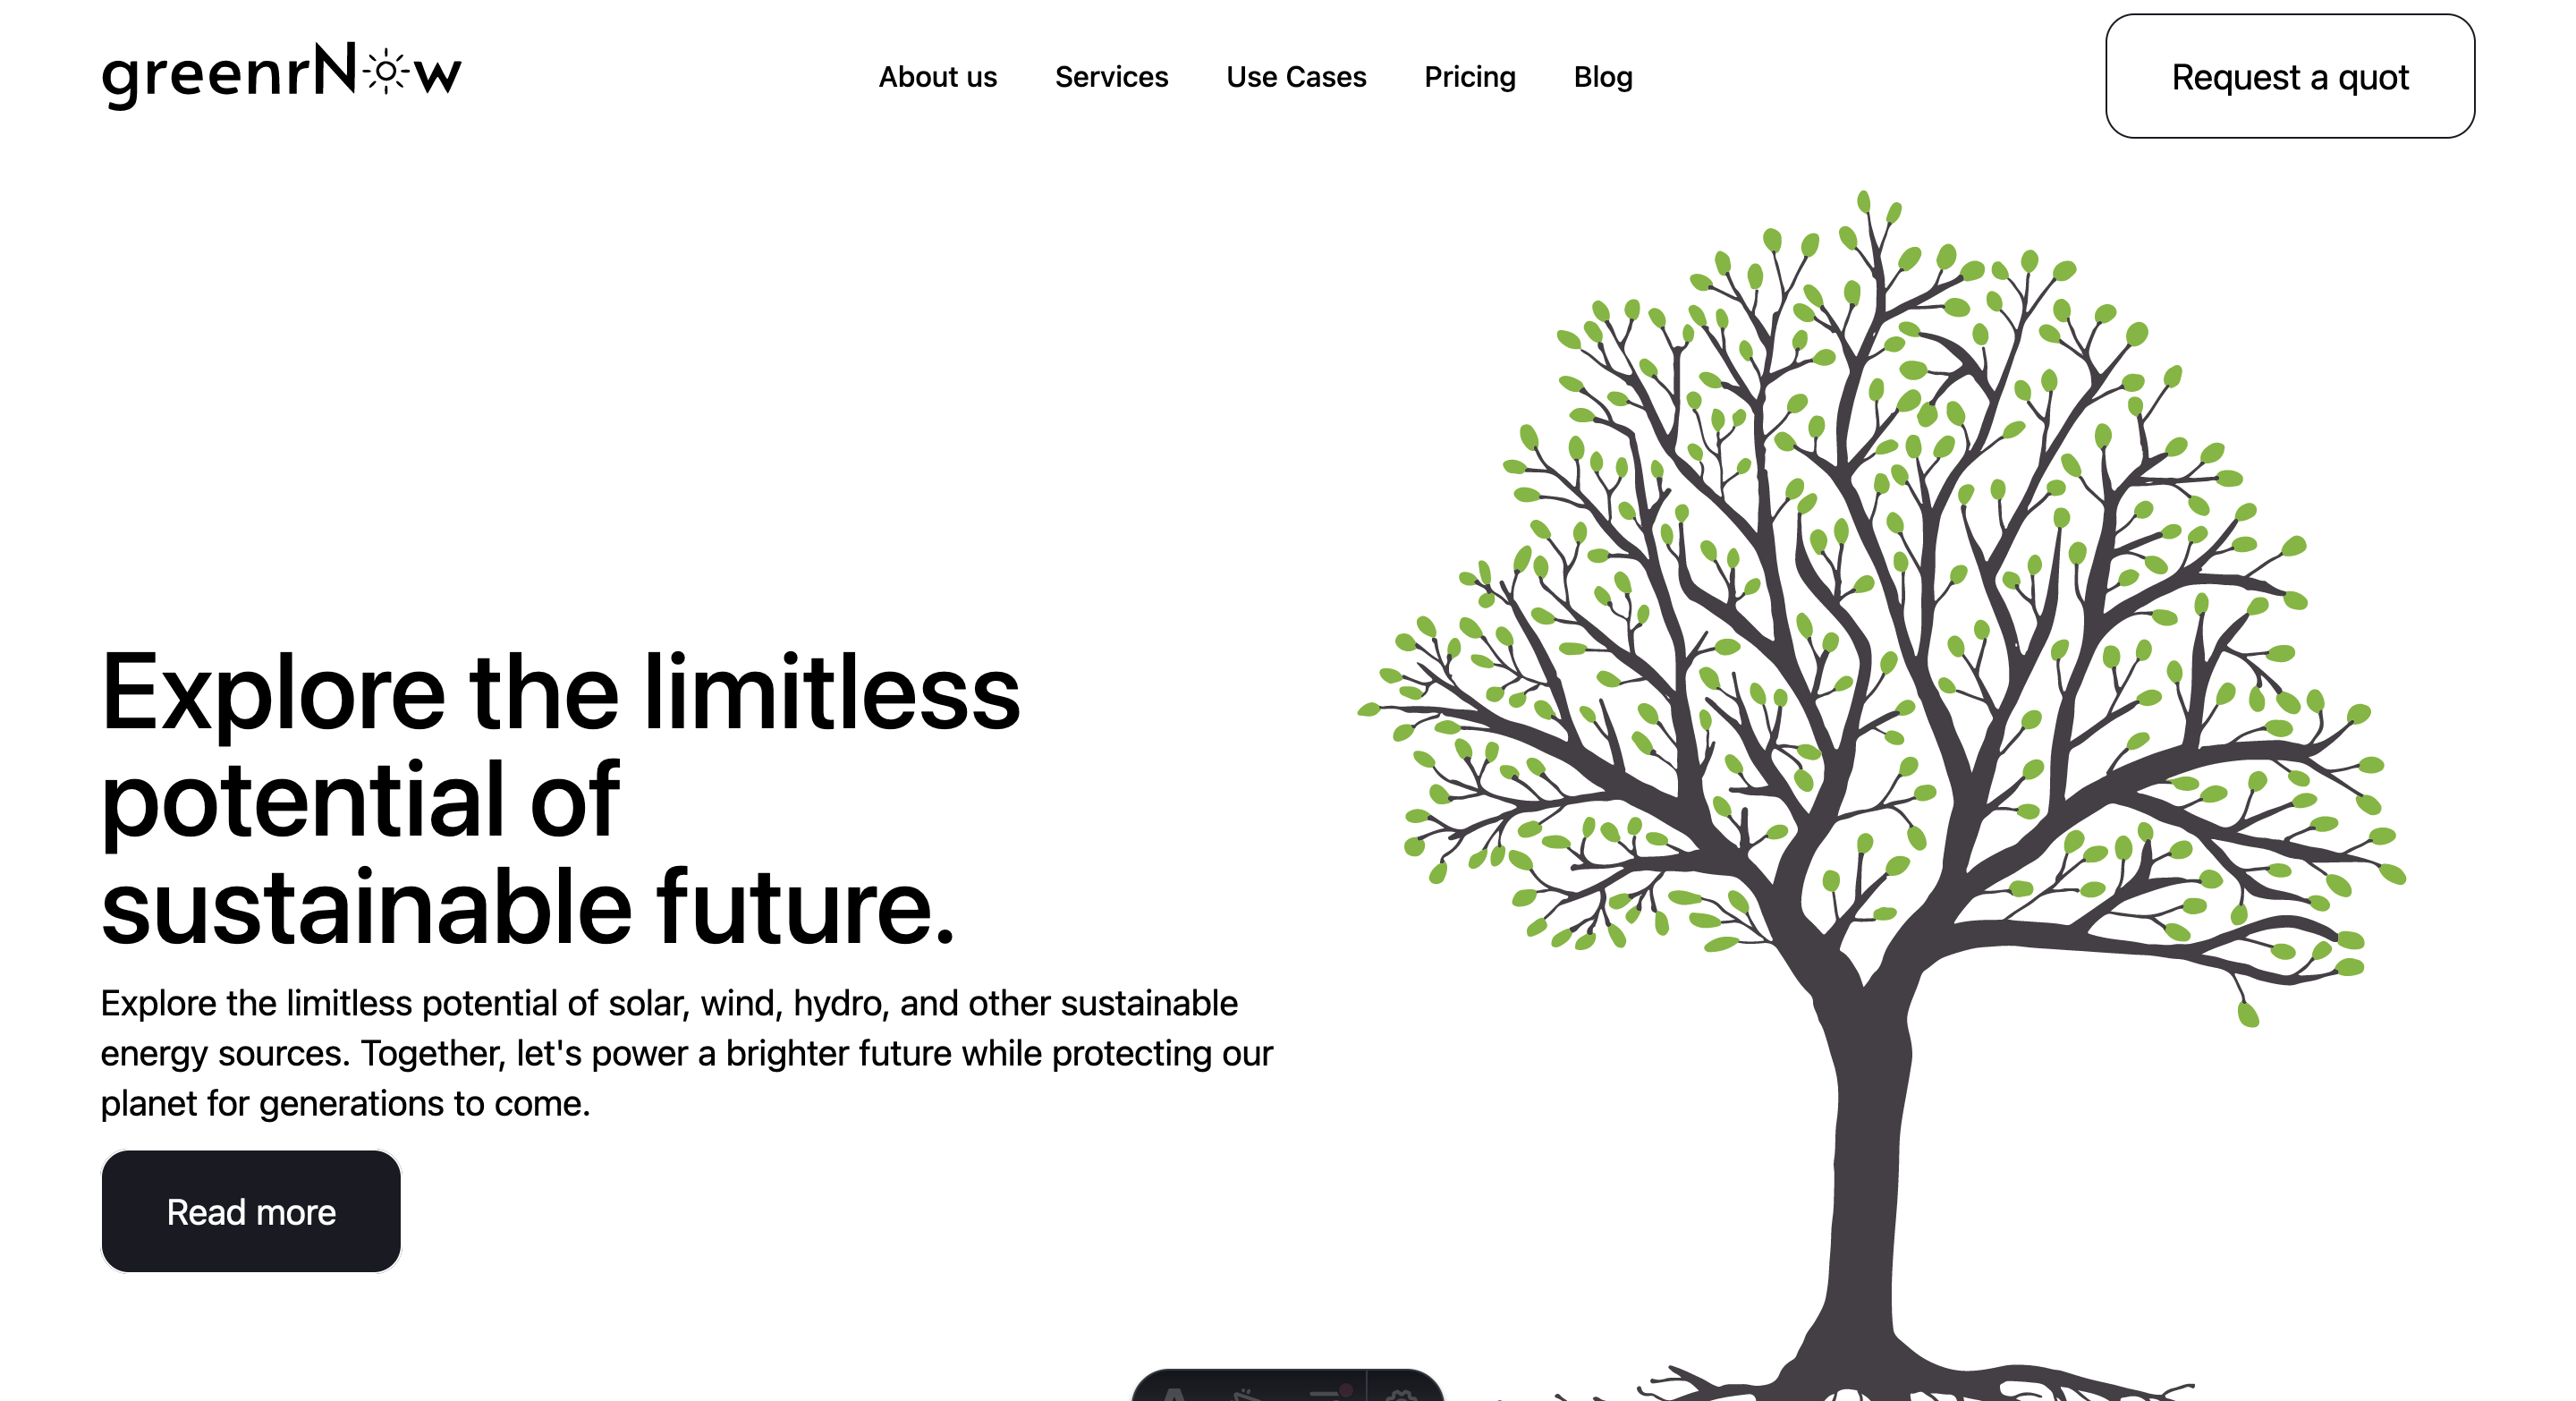 greenrNow
About us
Services
Use Cases
Pricing
Blog
Request a quot
Explore the limitless
potential of
sustainable future.
Explore the limitless potential of solar, wind, hydro, and other sustainable
energy sources. Together, let's power a brighter future while protecting our
planet for generations to come.
Read more